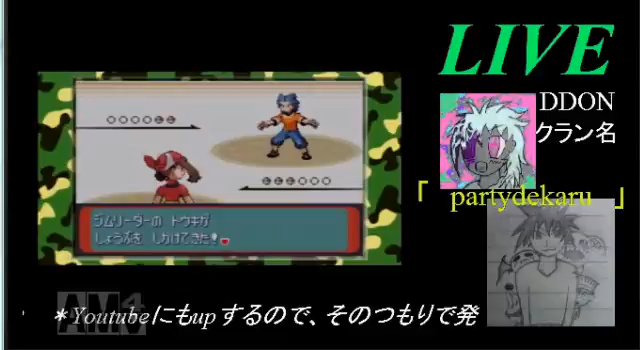 LIVE
DDON
クラン名
「 partydekaru 」
ジムリーダーの トウキが
しょうぶを しかけてきた!
*Youtubeにもupするので、そのつもりで発